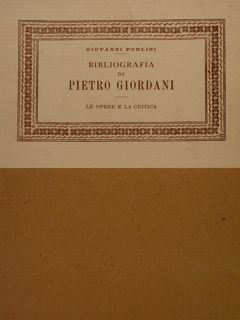 GIOVANNI FORLINI
BIBLIOGRAFIA
DI
PIETRO GIORDANI
LE OPERE E LA CRITICA